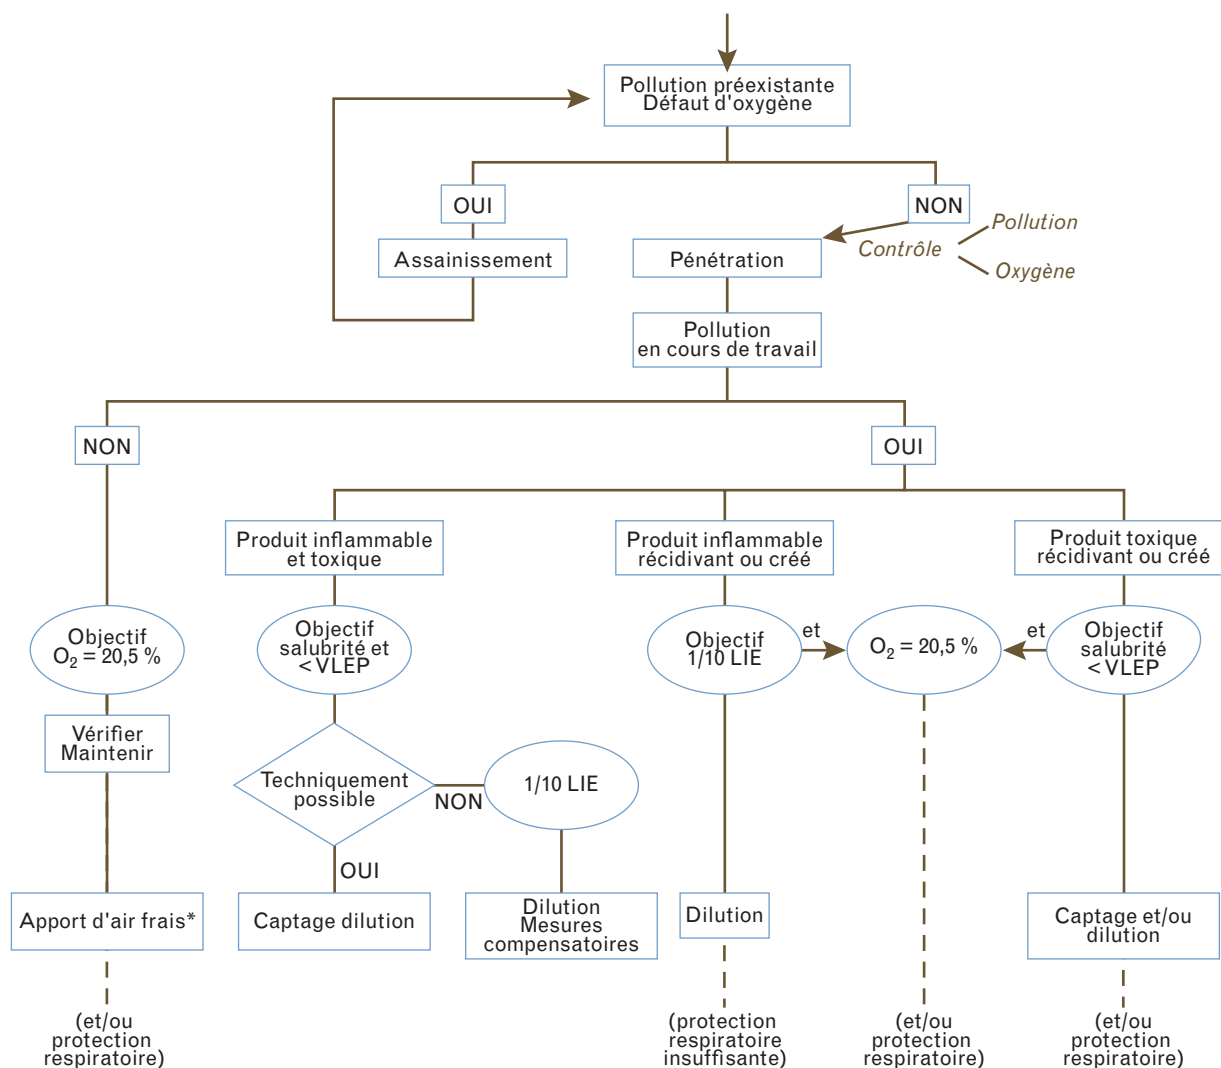 Pollution préexistante
Défaut d'oxygène
OUI
NON
Pollution
Contrôle
Oxygène
Assainissement
Pénétration
Pollution
en cours de travail
NON
OUI
Produit inflammable
et toxique
Produit inflammable
récidivant ou créé
Produit toxique
récidivant ou créé
Objectif
O₂ = 20,5 %
Objectif
salubrité et
< VLEP
Objectif
1/10 LIE
et
O₂ = 20,5 %
et
Objectif
salubrité
< VLEP
Vérifier
Maintenir
Techniquement
possible
NON
1/10 LIE
OUI
Apport d'air frais*
Captage dilution
Dilution
Mesures
compensatoires
Dilution
Captage et/ou
dilution
(et/ou
protection
respiratoire)
(protection
respiratoire
insuffisante)
(et/ou
protection
respiratoire)
(et/ou
protection
respiratoire)